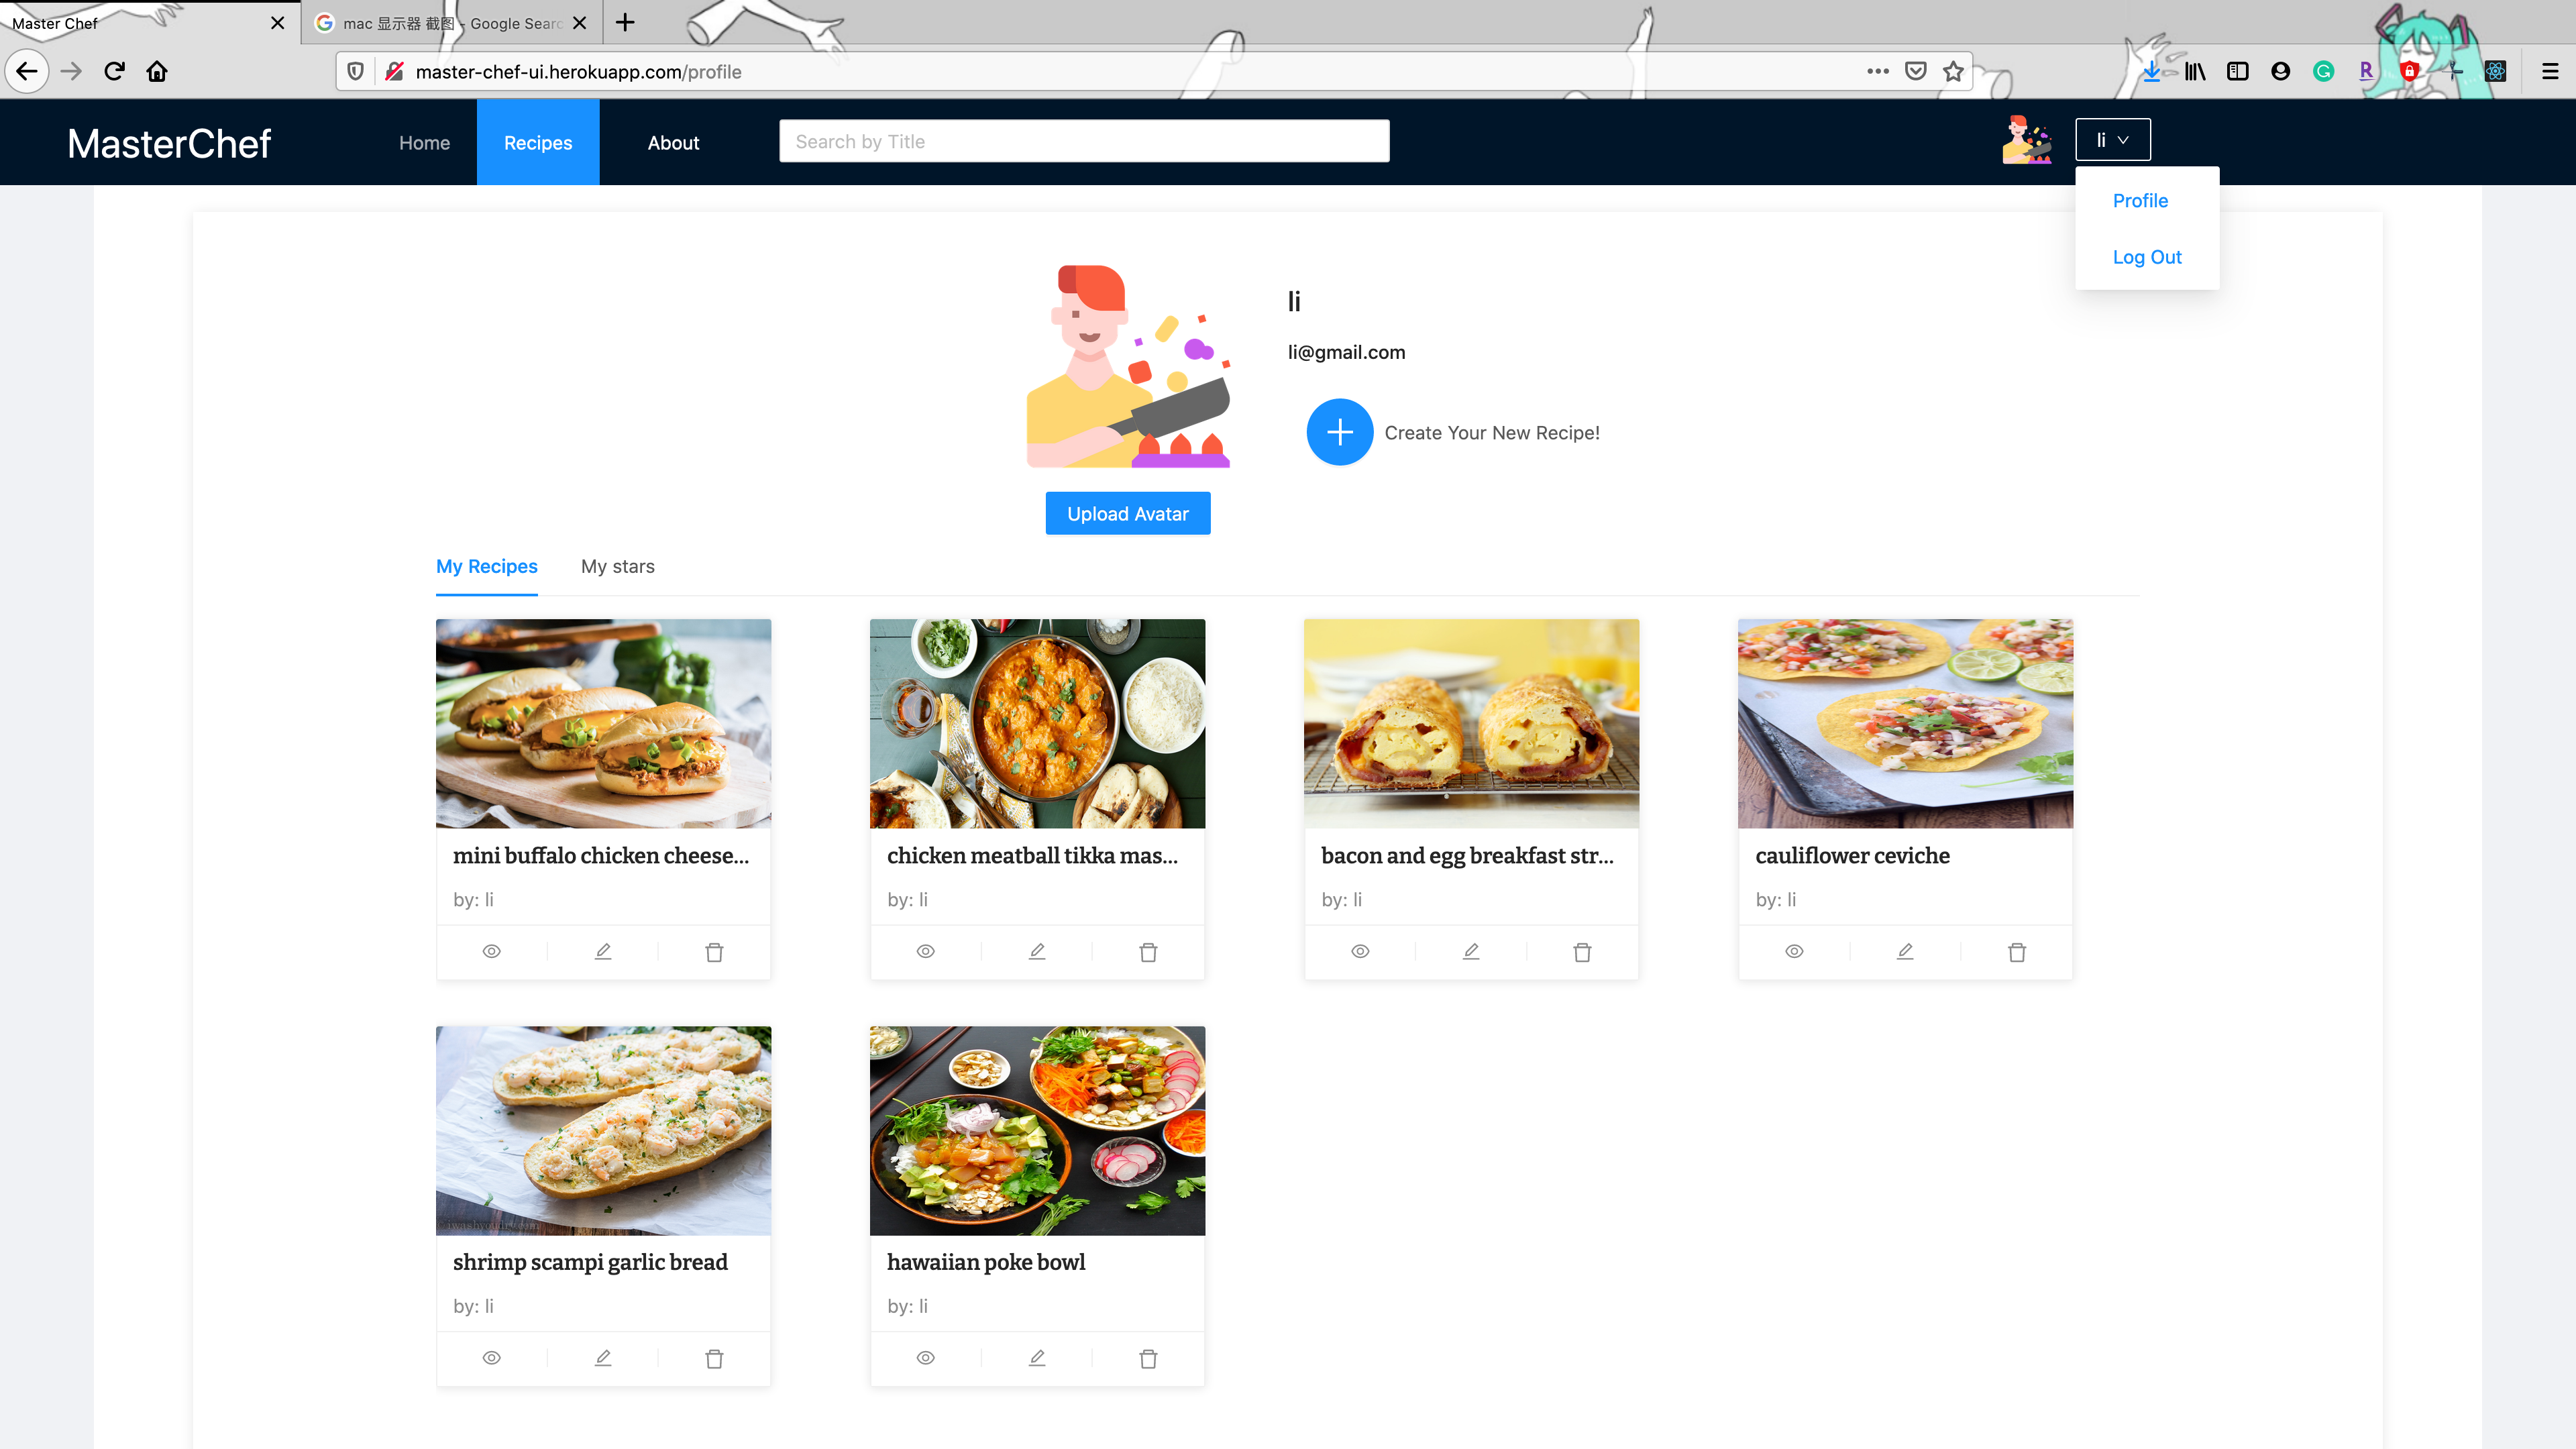 Master Chef
mac 显示器 截图 - Google Searc
master-chef-ui.herokuapp.com/profile
MasterChef
Home
Recipes
About
Search by Title
li
Profile
Log Out
li
li@gmail.com
Create Your New Recipe!
Upload Avatar
My Recipes
My stars
mini buffalo chicken cheese...
by: li
chicken meatball tikka mas...
by: li
bacon and egg breakfast str...
by: li
cauliflower ceviche
by: li
shrimp scampi garlic bread
by: li
hawaiian poke bowl
by: li